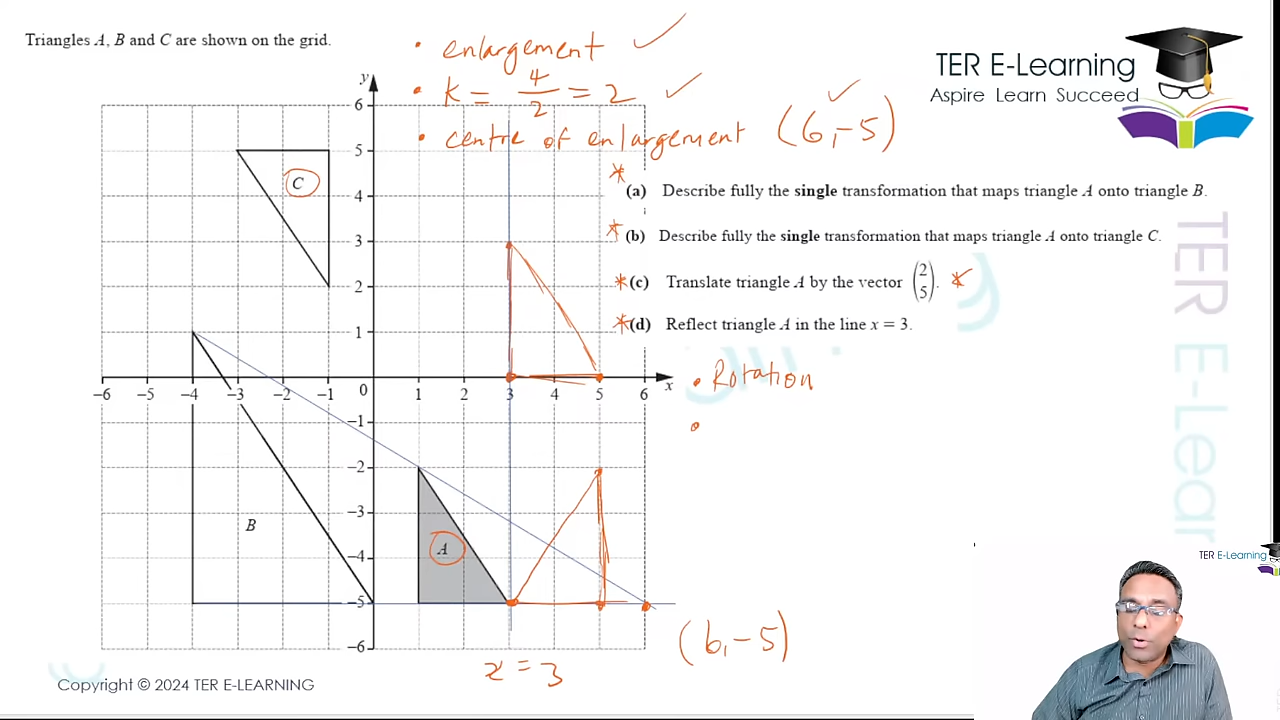 Triangles A, B and C are shown on the grid.
• enlargement ✓
• K = 4/2 = 2 ✓
• centre of enlargement (6,-5) ✓
TER E-Learning
Aspire Learn Succeed
* (a) Describe fully the single transformation that maps triangle A onto triangle B.
* (b) Describe fully the single transformation that maps triangle A onto triangle C.
* (c) Translate triangle A by the vector (2 5). *
* (d) Reflect triangle A in the line x = 3.
• Rotation
•
y
6
5
4
3
2
1
-6 -5 -4 -3 -2 -1 0 1 2 3 4 5 6 x
-1
-2
-3
-4
-5
-6
C
B
A
(6,-5)
x = 3
TER E-Lear
TER E-Learning
Copyright © 2024 TER E-LEARNING